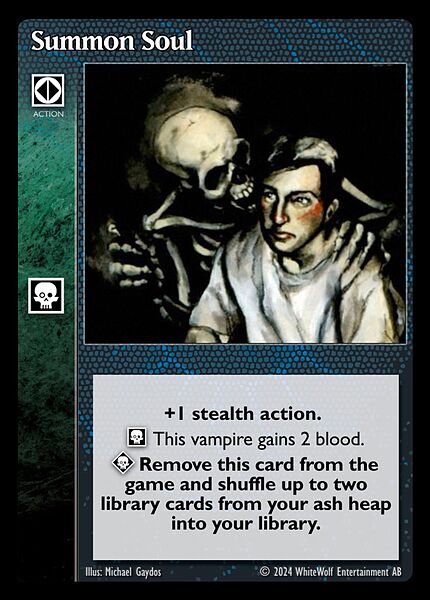 Summon Soul
ACTION
+1 stealth action.
This vampire gains 2 blood.
Remove this card from the
game and shuffle up to two
library cards from your ash heap
into your library.
Illus: Michael Gaydos © 2024 WhiteWolf Entertainment AB